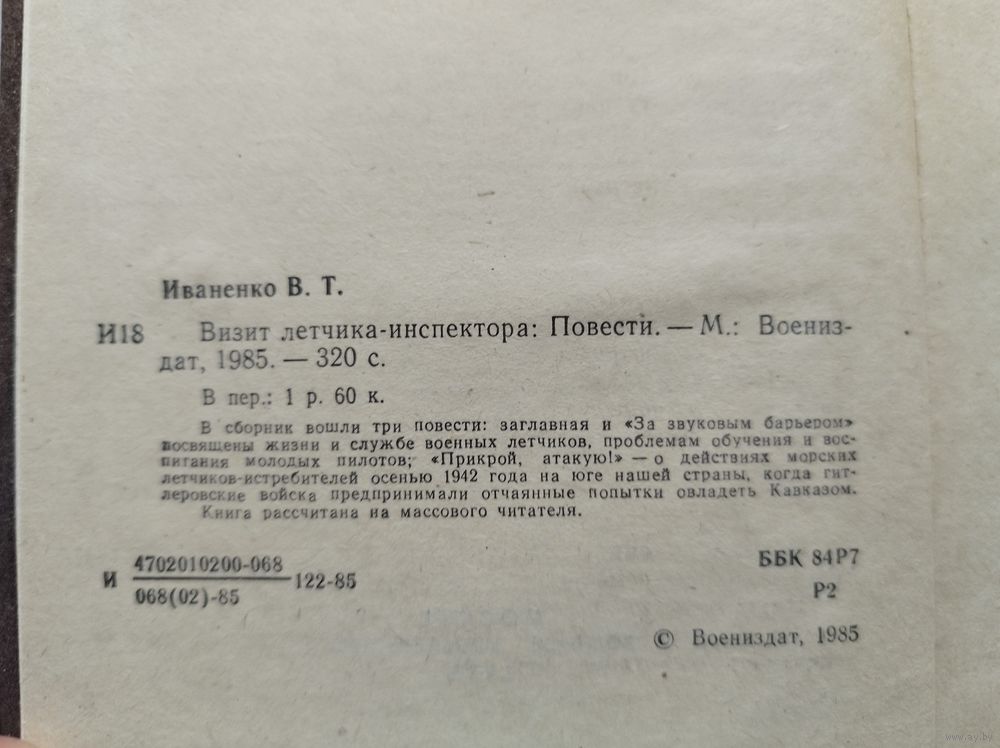 Иваненко В. Т.
И18 Визит летчика-инспектора: Повести. — М.: Воениз-
дат, 1985. — 320 с.
В пер.: 1 р. 60 к.
В сборник вошли три повести: заглавная и «За звуковым барьером»
посвящены жизни и службе военных летчиков, проблемам обучения и вос-
питания молодых пилотов; «Прикрой, атакую!» — о действиях морских
летчиков-истребителей осенью 1942 года на юге нашей страны, когда гит-
леровские войска предпринимали отчаянные попытки овладеть Кавказом.
Книга рассчитана на массового читателя.
И 4702010200-068
068(02)-85 122-85
ББК 84Р7
Р2
© Воениздат, 1985
www.ay.by